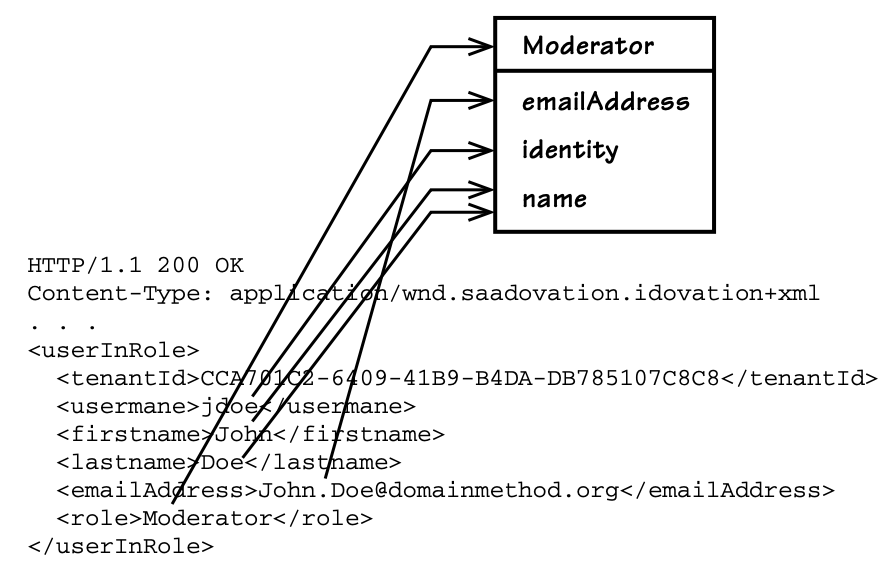 Moderator
emailAddress
identity
name
HTTP/1.1 200 OK
Content-Type: application/wnd.saadovation.idovation+xml
. . .
<userInRole>
<tenantId>CCA701C2-6409-41B9-B4DA-DB785107C8C8</tenantId>
<usermane>jdoe</usermane>
<firstname>John</firstname>
<lastname>Doe</lastname>
<emailAddress>John.Doe@domainmethod.org</emailAddress>
<role>Moderator</role>
</userInRole>